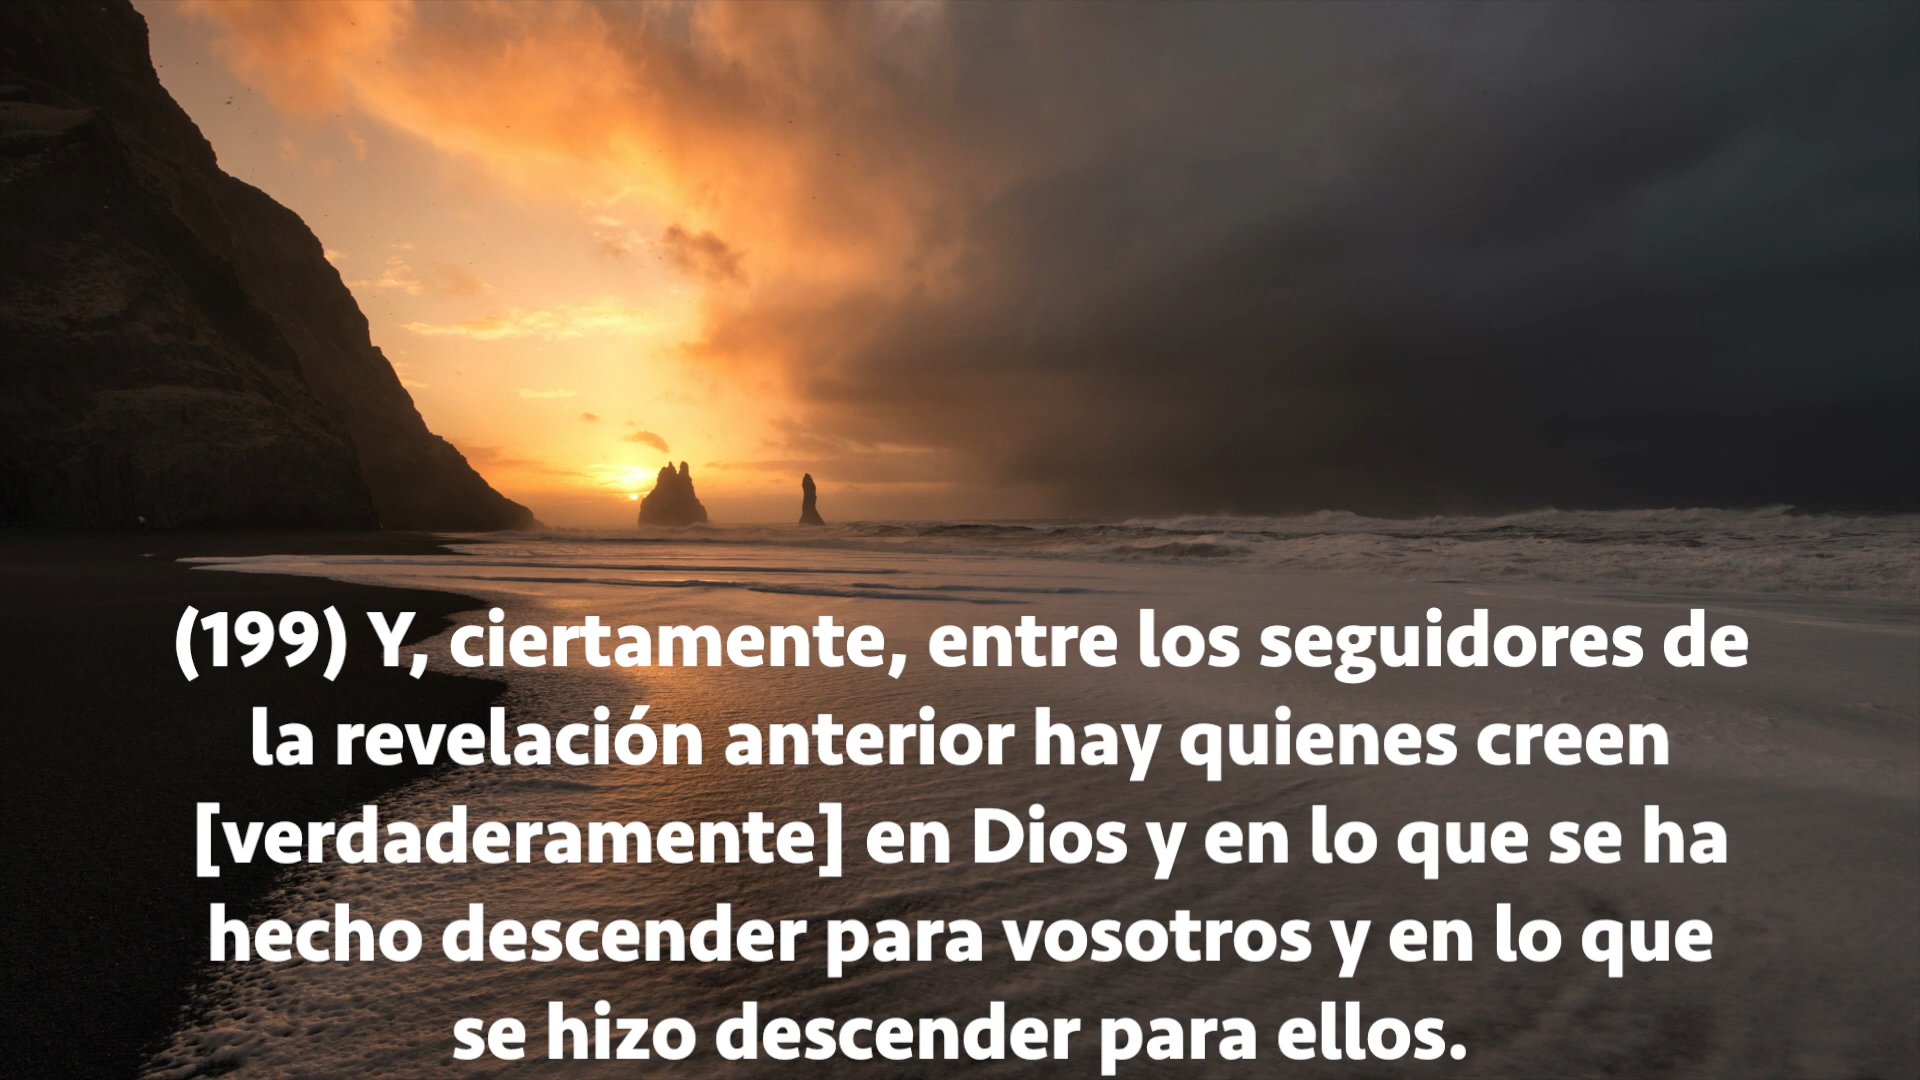 (199) Y, ciertamente, entre los seguidores de
la revelación anterior hay quienes creen
[verdaderamente] en Dios y en lo que se ha
hecho descender para vosotros y en lo que
se hizo descender para ellos.